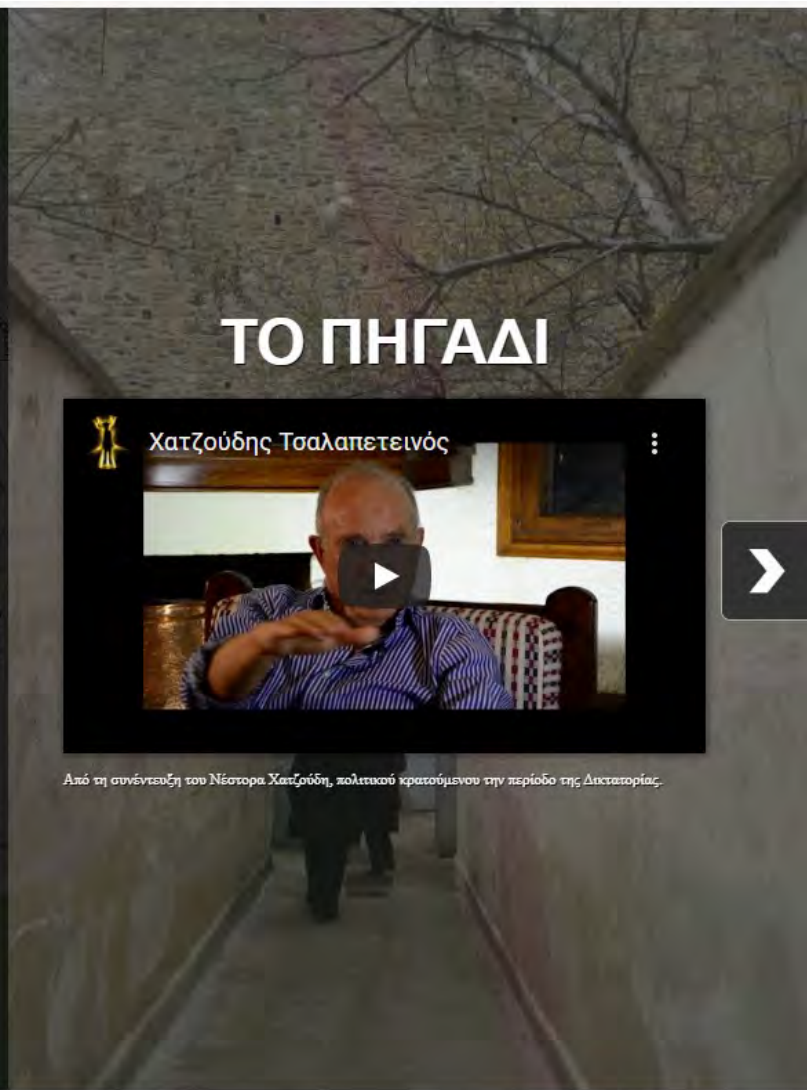 ΤΟ ΠΗΓΑΔΙ
Χατζούδης Τσαλαπετεινός
Από τη συνέντευξη του Νέστορα Χατζούδη, πολιτικού κρατούμενου την περίοδο της Δικτατορίας.